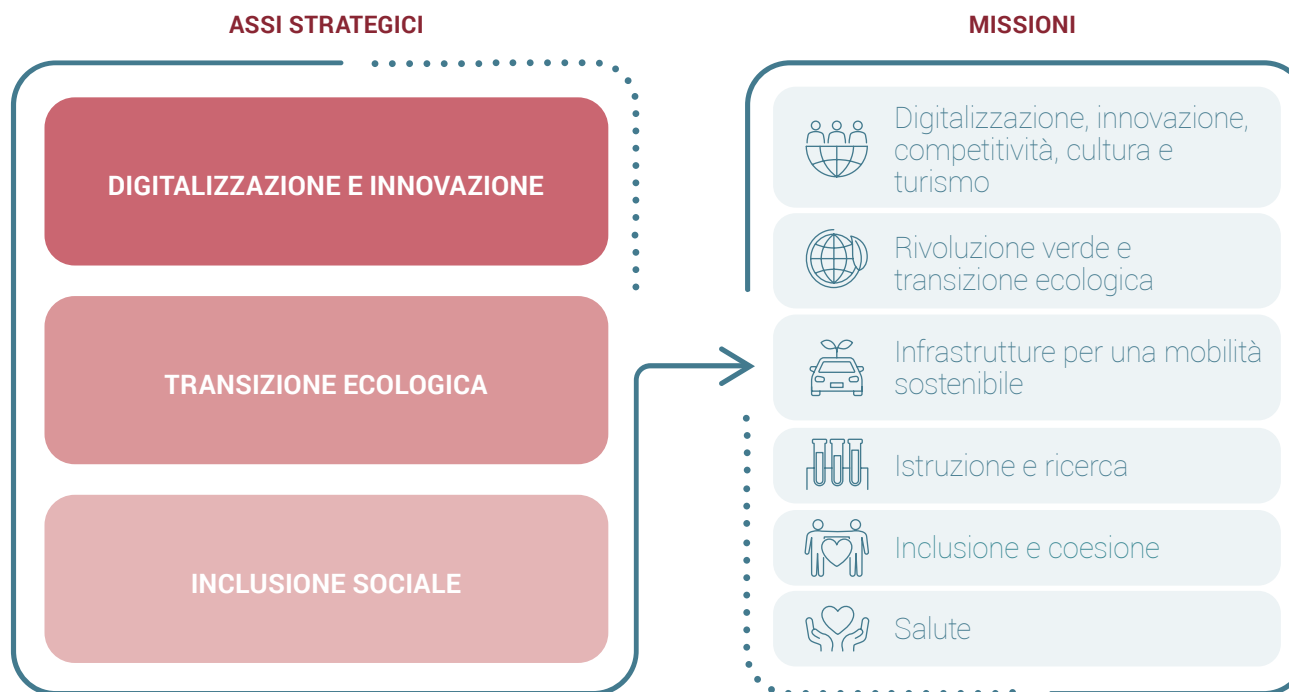 ASSI STRATEGICI
DIGITALIZZAZIONE E INNOVAZIONE
TRANSIZIONE ECOLOGICA
INCLUSIONE SOCIALE
MISSIONI
Digitalizzazione, innovazione,
competitività, cultura e
turismo
Rivoluzione verde e
transizione ecologica
Infrastrutture per una mobilità
sostenibile
Istruzione e ricerca
Inclusione e coesione
Salute